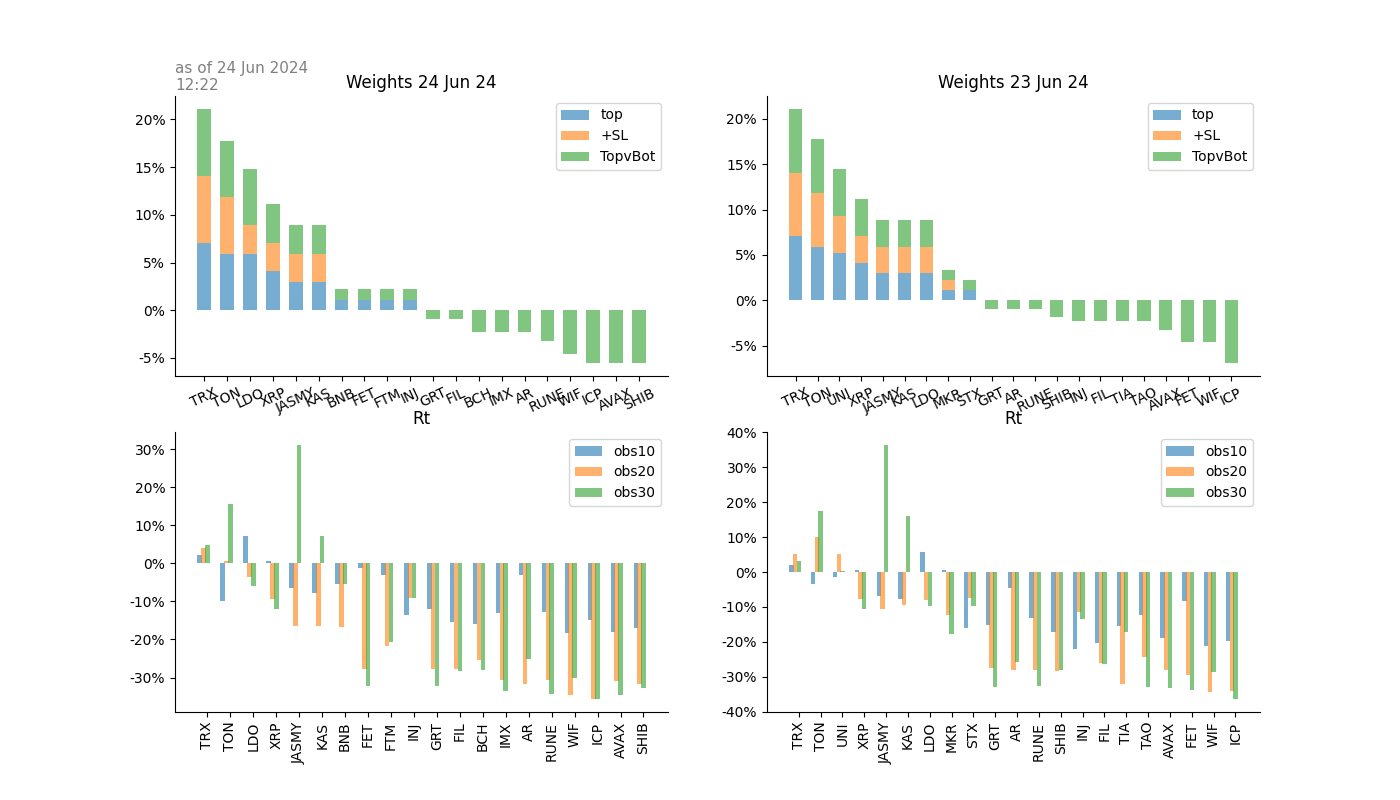 as of 24 Jun 2024
12:22
Weights 24 Jun 24
20%
15%
10%
5%
0%
-5%
top
+SL
TopvBot
TRX TON LDO XRP JASMY KAS BNB FET FTM INJ GRT FIL BCH IMX AR RUNE WIF ICP AVAX SHIB
Weights 23 Jun 24
20%
15%
10%
5%
0%
-5%
top
+SL
TopvBot
TRX TON UNI XRP JASMY KAS LDO MKR STX GRT AR RUNE SHIB INJ FIL TIA TAO AVAX FET WIF ICP
Rt
30%
20%
10%
0%
-10%
-20%
-30%
obs10
obs20
obs30
TRX TON LDO XRP JASMY KAS BNB FET FTM INJ GRT FIL BCH IMX AR RUNE WIF ICP AVAX SHIB
Rt
40%
30%
20%
10%
0%
-10%
-20%
-30%
-40%
obs10
obs20
obs30
TRX TON UNI XRP JASMY KAS LDO MKR STX GRT AR RUNE SHIB INJ FIL TIA TAO AVAX FET WIF ICP